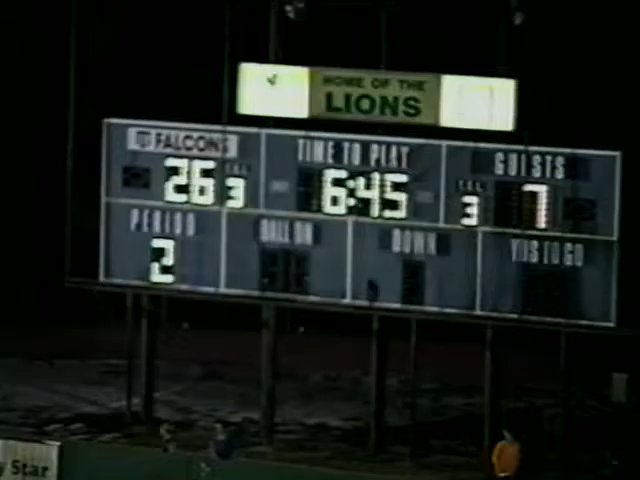 HOME OF THE
LIONS
FALCONS TIME TO PLAY GUESTS
26 T.O.L. 3 6:45 T.O.L. 3 7
PERIOD BALL ON DOWN YDS TO GO
2
y Star